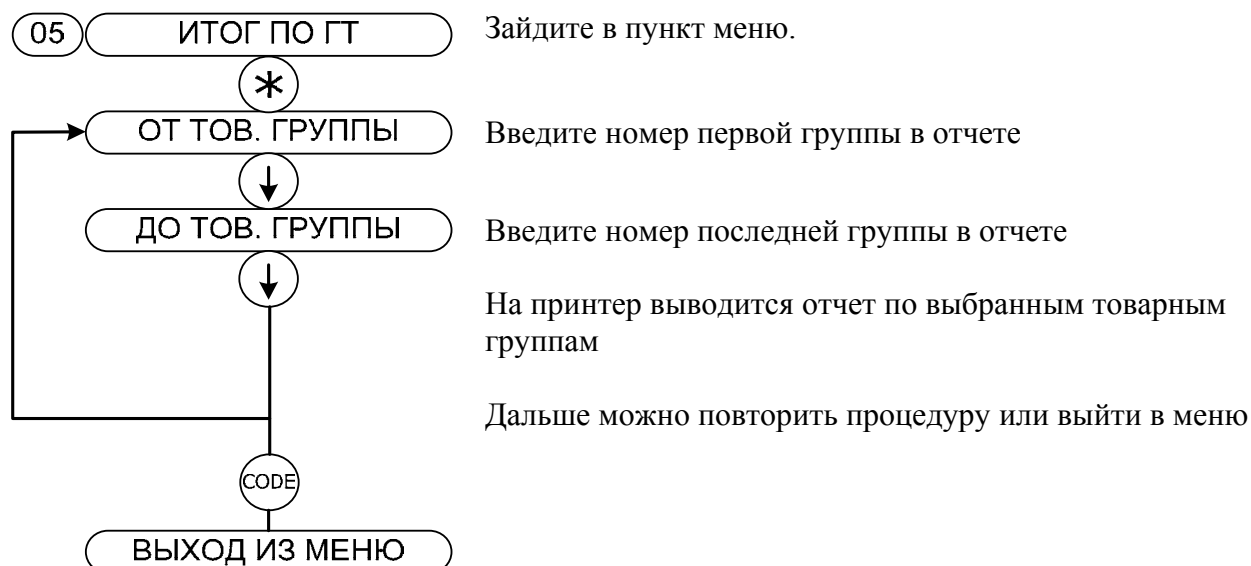 05 ИТОГ ПО ГТ Зайдите в пункт меню.
*
ОТ ТОВ. ГРУППЫ Введите номер первой группы в отчете
↓
ДО ТОВ. ГРУППЫ Введите номер последней группы в отчете
↓
На принтер выводится отчет по выбранным товарным
группам
Дальше можно повторить процедуру или выйти в меню
CODE
ВЫХОД ИЗ МЕНЮ